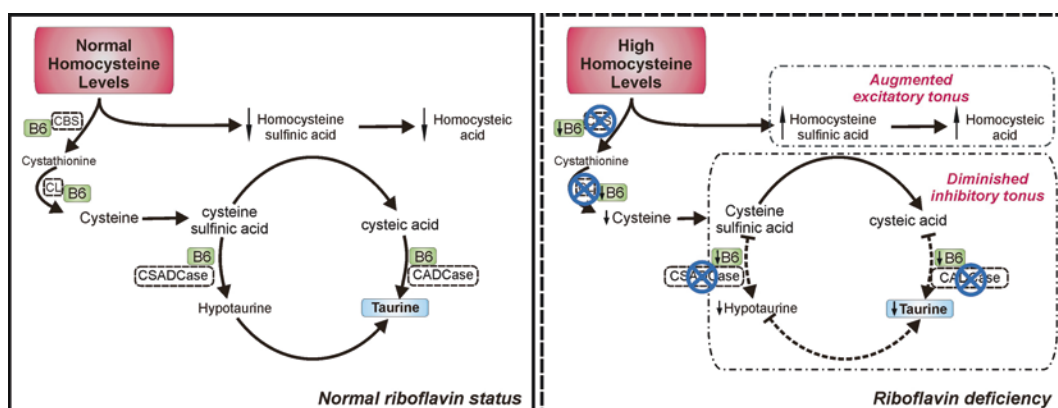 Normal
Homocysteine
Levels
B6
CBS
Homocysteine
sulfinic acid
Homocysteic
acid
Cystathionine
CL
B6
Cysteine
cysteine
sulfinic acid
cysteic acid
B6
CSADCase
B6
CADCase
Hypotaurine
Taurine
Normal riboflavin status
High
Homocysteine
Levels
Augmented
excitatory tonus
↓B6
↑ Homocysteine
sulfinic acid
↑ Homocysteic
acid
Cystathionine
↓B6
Diminished
inhibitory tonus
↓ Cysteine
Cysteine
sulfinic acid
cysteic acid
↓B6
CSADCase
↓B6
CADCase
↓Hypotaurine
↓Taurine
Riboflavin deficiency